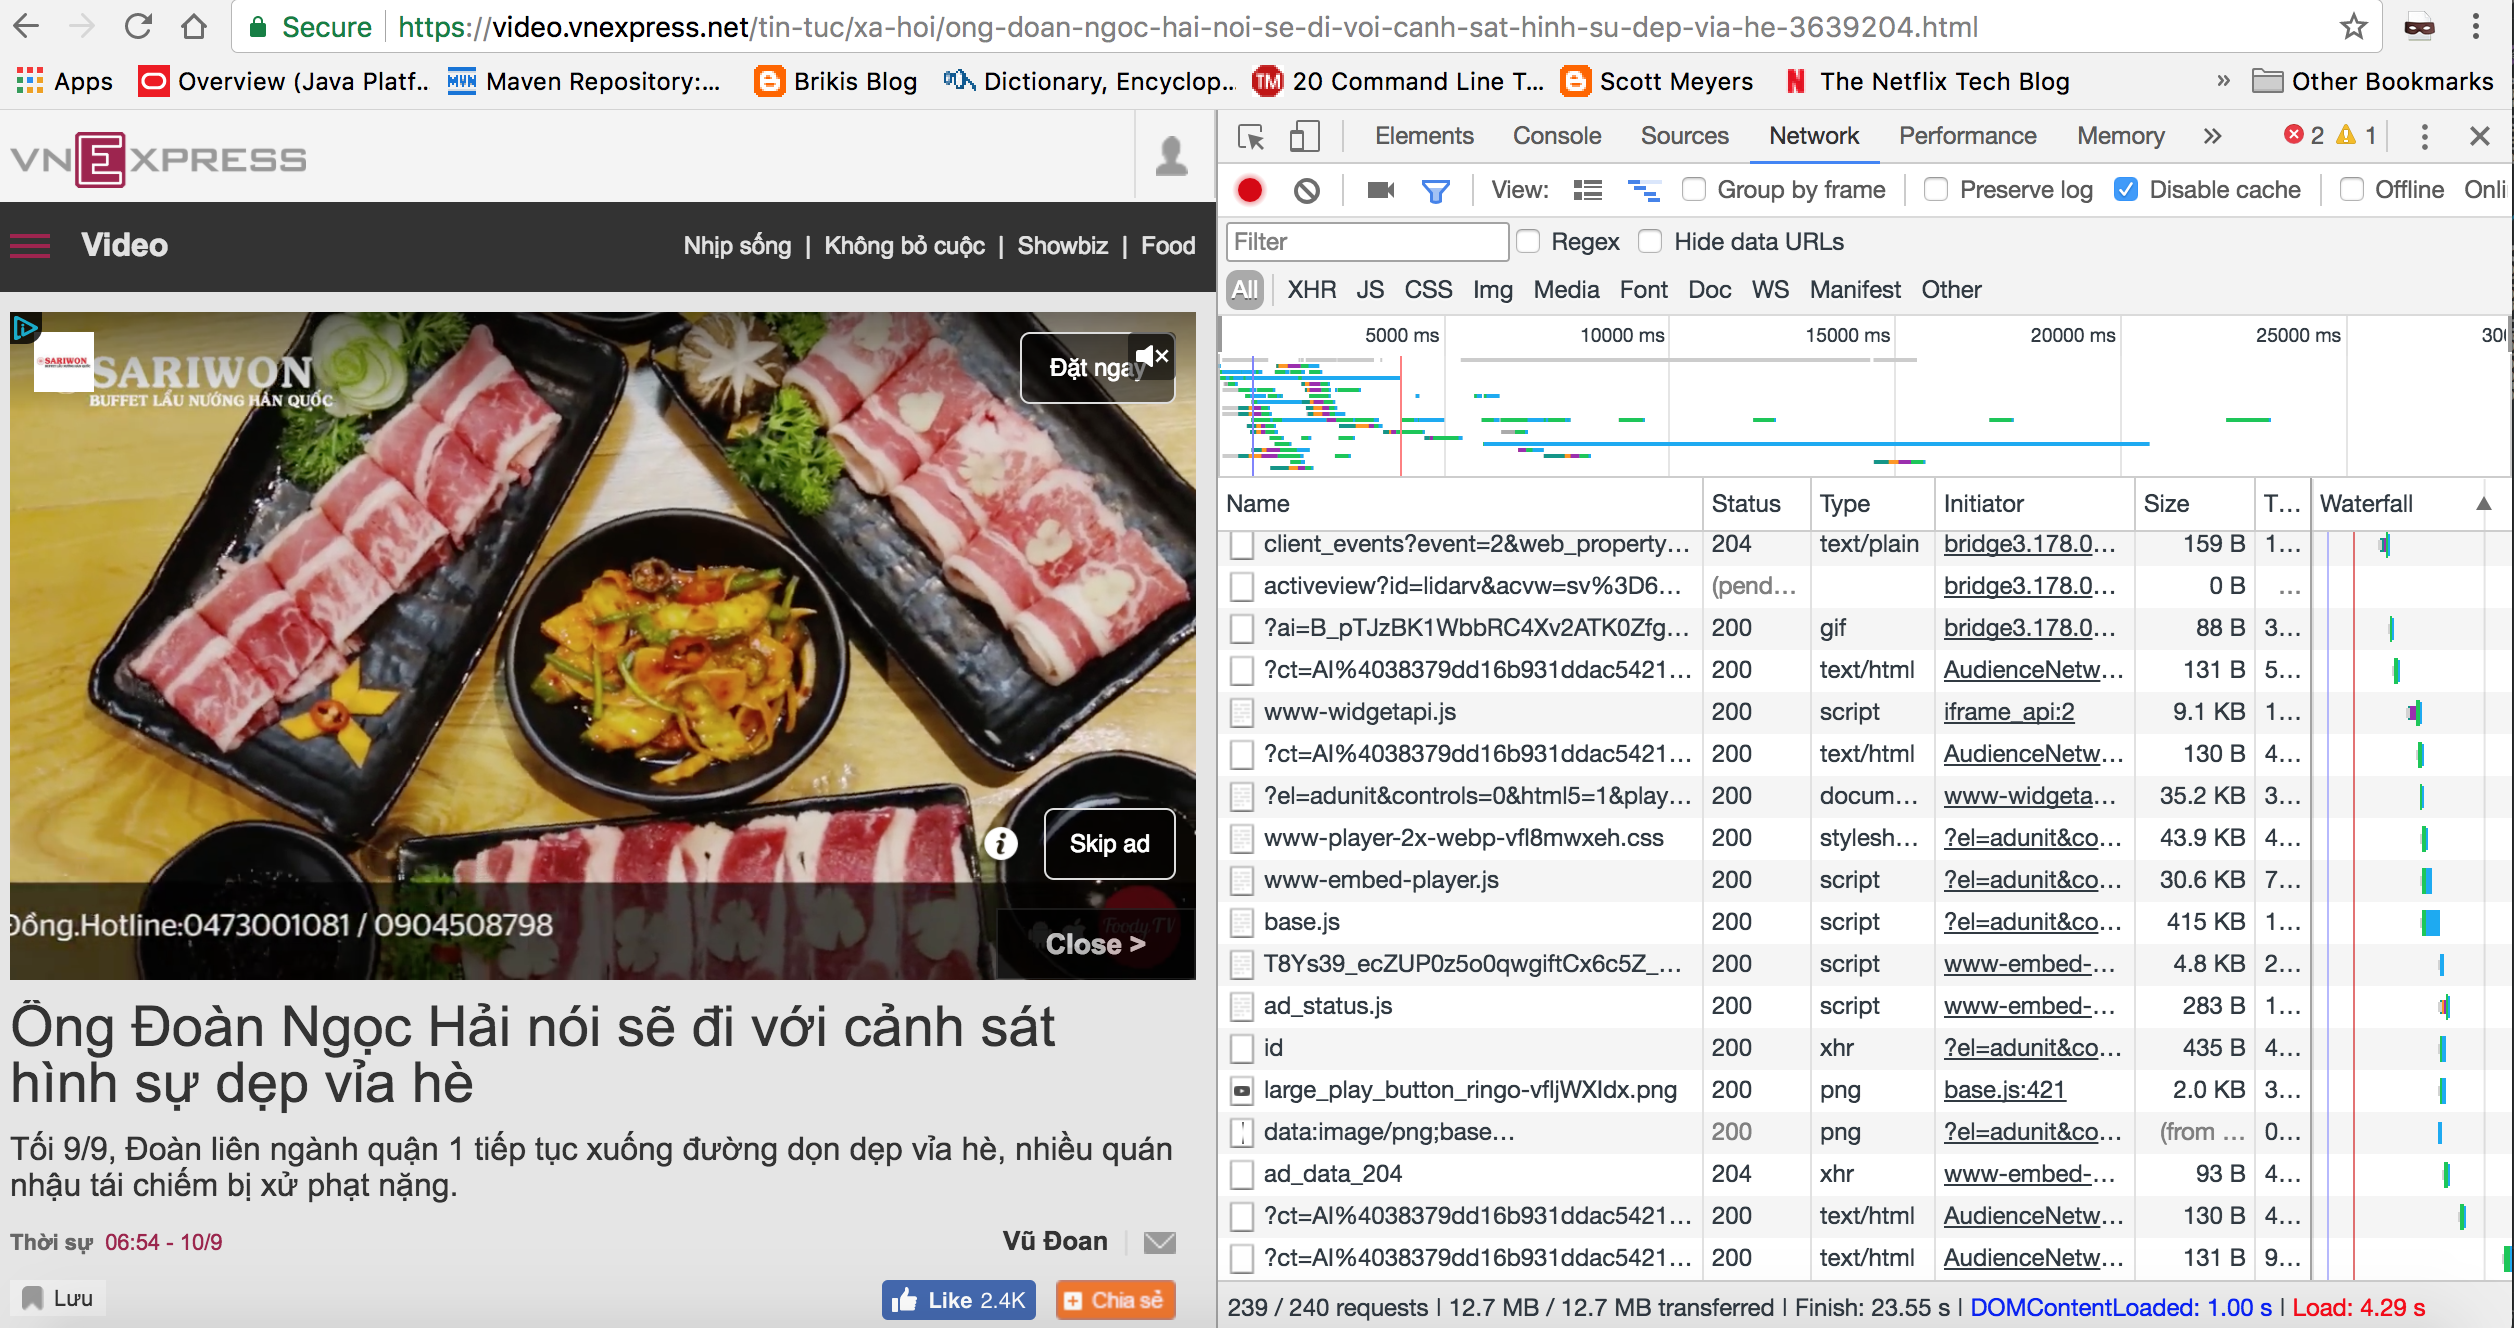 Secure https://video.vnexpress.net/tin-tuc/xa-hoi/ong-doan-ngoc-hai-noi-se-di-voi-canh-sat-hinh-su-dep-via-he-3639204.html
Apps Overview (Java Platf... MVN Maven Repository:... Brikis Blog Dictionary, Encyclop... TM 20 Command Line T... Scott Meyers N The Netflix Tech Blog » Other Bookmarks
VNEXPRESS
Video Nhịp sống | Không bỏ cuộc | Showbiz | Food
SARIWON
SARIWON
BUFFET LẨU NƯỚNG HÀN QUỐC
Đặt ngay
Skip ad
Đồng.Hotline:0473001081 / 0904508798
Foody.TV
Close >
Ông Đoàn Ngọc Hải nói sẽ đi với cảnh sát
hình sự dẹp vỉa hè
Tối 9/9, Đoàn liên ngành quận 1 tiếp tục xuống đường dọn dẹp vỉa hè, nhiều quán
nhậu tái chiếm bị xử phạt nặng.
Thời sự 06:54 - 10/9 Vũ Đoan
Lưu Like 2.4K Chia sẻ
Elements Console Sources Network Performance Memory » 2 1
View: Group by frame Preserve log Disable cache Offline Onli
Filter Regex Hide data URLs
All XHR JS CSS Img Media Font Doc WS Manifest Other
5000 ms 10000 ms 15000 ms 20000 ms 25000 ms 300
Name Status Type Initiator Size T... Waterfall
client_events?event=2&web_property... 204 text/plain bridge3.178.0... 159 B 1...
activeview?id=lidarv&acvw=sv%3D6... (pend... bridge3.178.0... 0 B ...
?ai=B_pTJzBK1WbbRC4Xv2ATK0Zfg... 200 gif bridge3.178.0... 88 B 3...
?ct=AI%4038379dd16b931ddac5421... 200 text/html AudienceNetw... 131 B 5...
www-widgetapi.js 200 script iframe_api:2 9.1 KB 1...
?ct=AI%4038379dd16b931ddac5421... 200 text/html AudienceNetw... 130 B 4...
?el=adunit&controls=0&html5=1&play... 200 docum... www-widgeta... 35.2 KB 3...
www-player-2x-webp-vfl8mwxeh.css 200 stylesh... ?el=adunit&co... 43.9 KB 4...
www-embed-player.js 200 script ?el=adunit&co... 30.6 KB 7...
base.js 200 script ?el=adunit&co... 415 KB 1...
T8Ys39_ecZUP0z5o0qwgiftCx6c5Z_... 200 script www-embed-... 4.8 KB 2...
ad_status.js 200 script www-embed-... 283 B 1...
id 200 xhr ?el=adunit&co... 435 B 4...
large_play_button_ringo-vfljWXIdx.png 200 png base.js:421 2.0 KB 3...
data:image/png;base... 200 png ?el=adunit&co... (from ... 0...
ad_data_204 204 xhr www-embed-... 93 B 4...
?ct=AI%4038379dd16b931ddac5421... 200 text/html AudienceNetw... 130 B 4...
?ct=AI%4038379dd16b931ddac5421... 200 text/html AudienceNetw... 131 B 9...
239 / 240 requests | 12.7 MB / 12.7 MB transferred | Finish: 23.55 s | DOMContentLoaded: 1.00 s | Load: 4.29 s